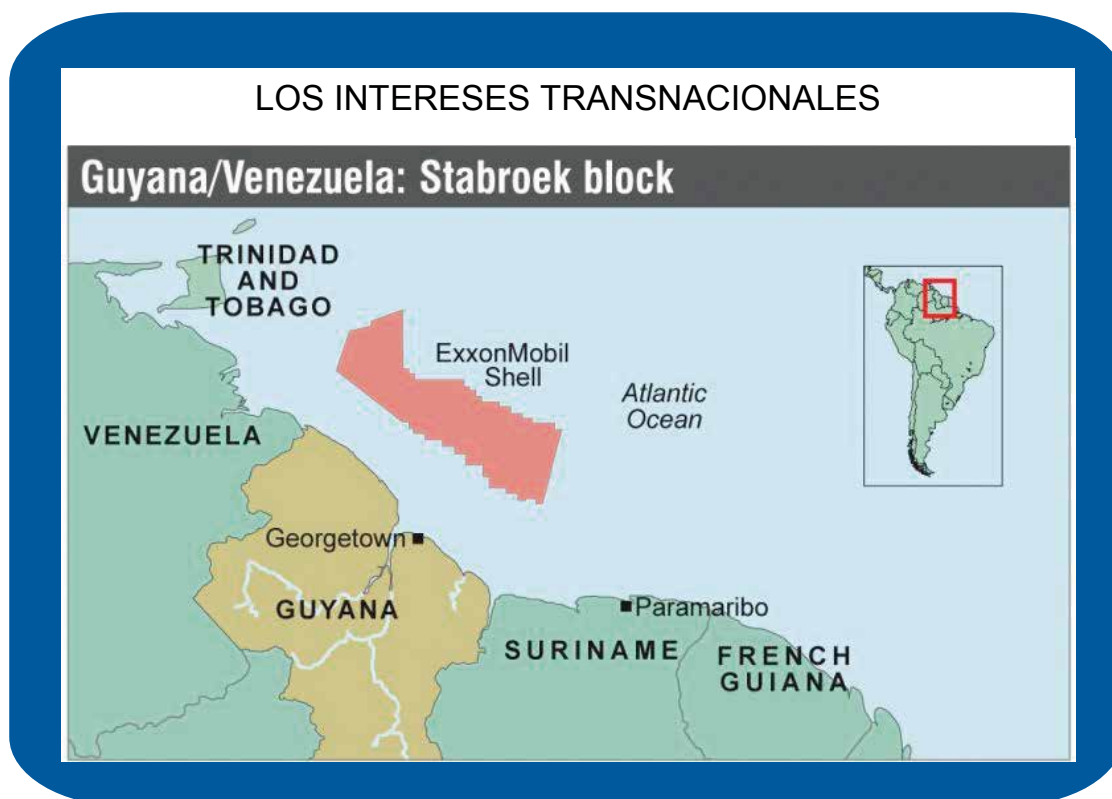 LOS INTERESES TRANSNACIONALES
Guyana/Venezuela: Stabroek block
TRINIDAD
AND
TOBAGO
ExxonMobil
Shell
Atlantic
Ocean
VENEZUELA
Georgetown
GUYANA
Paramaribo
SURINAME
FRENCH
GUIANA